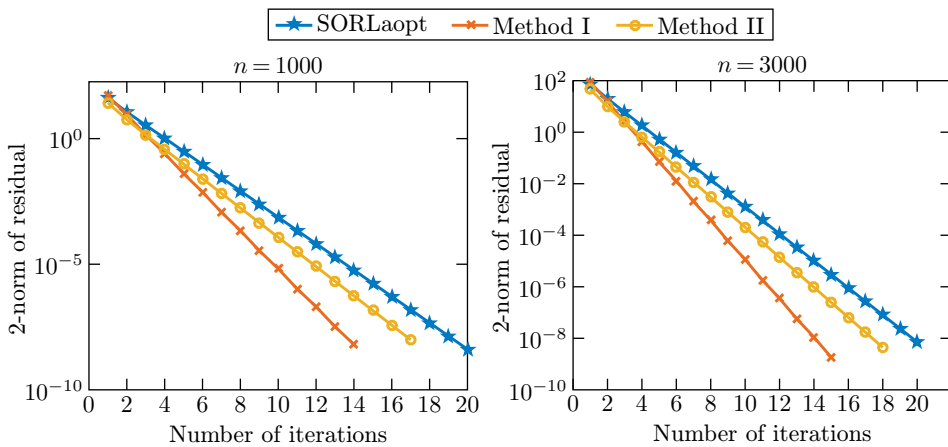 SORLaopt Method I Method II
n = 1000
2-norm of residual
10^0
10^−5
10^−10
0 2 4 6 8 10 12 14 16 18 20
Number of iterations
n = 3000
2-norm of residual
10^2
10^0
10^−2
10^−4
10^−6
10^−8
10^−10
0 2 4 6 8 10 12 14 16 18 20 22
Number of iterations